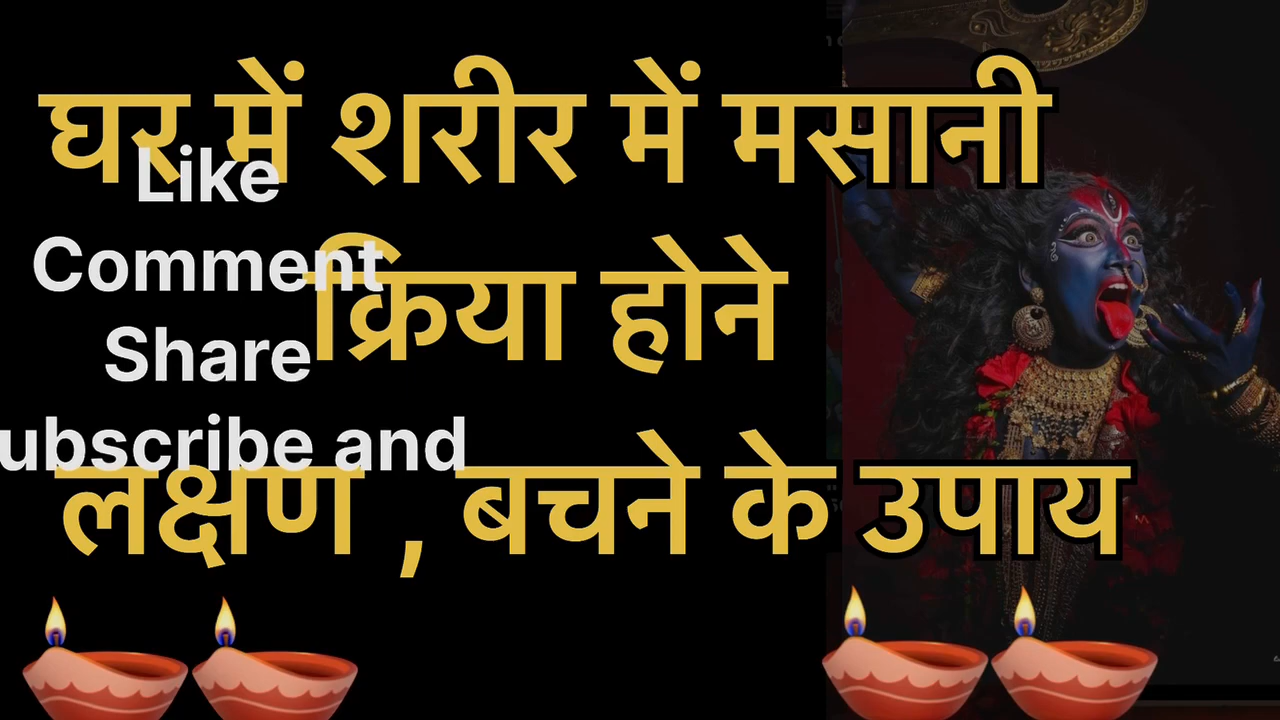 घर में शरीर में मसानी
क्रिया होने
लक्षण , बचने के उपाय
Like
Comment
Share
ubscribe and